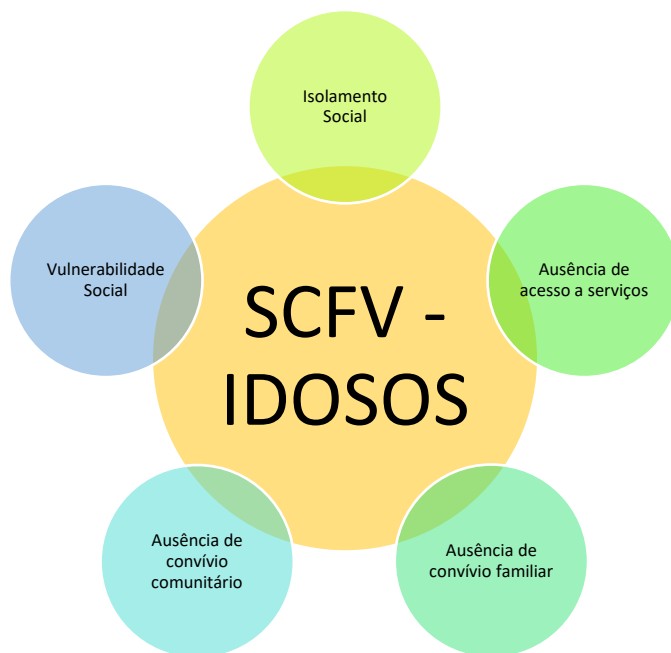 Isolamento
Social
Ausência de
acesso a serviços
Ausência de
convívio familiar
Ausência de
convívio
comunitário
Vulnerabilidade
Social
SCFV -
IDOSOS